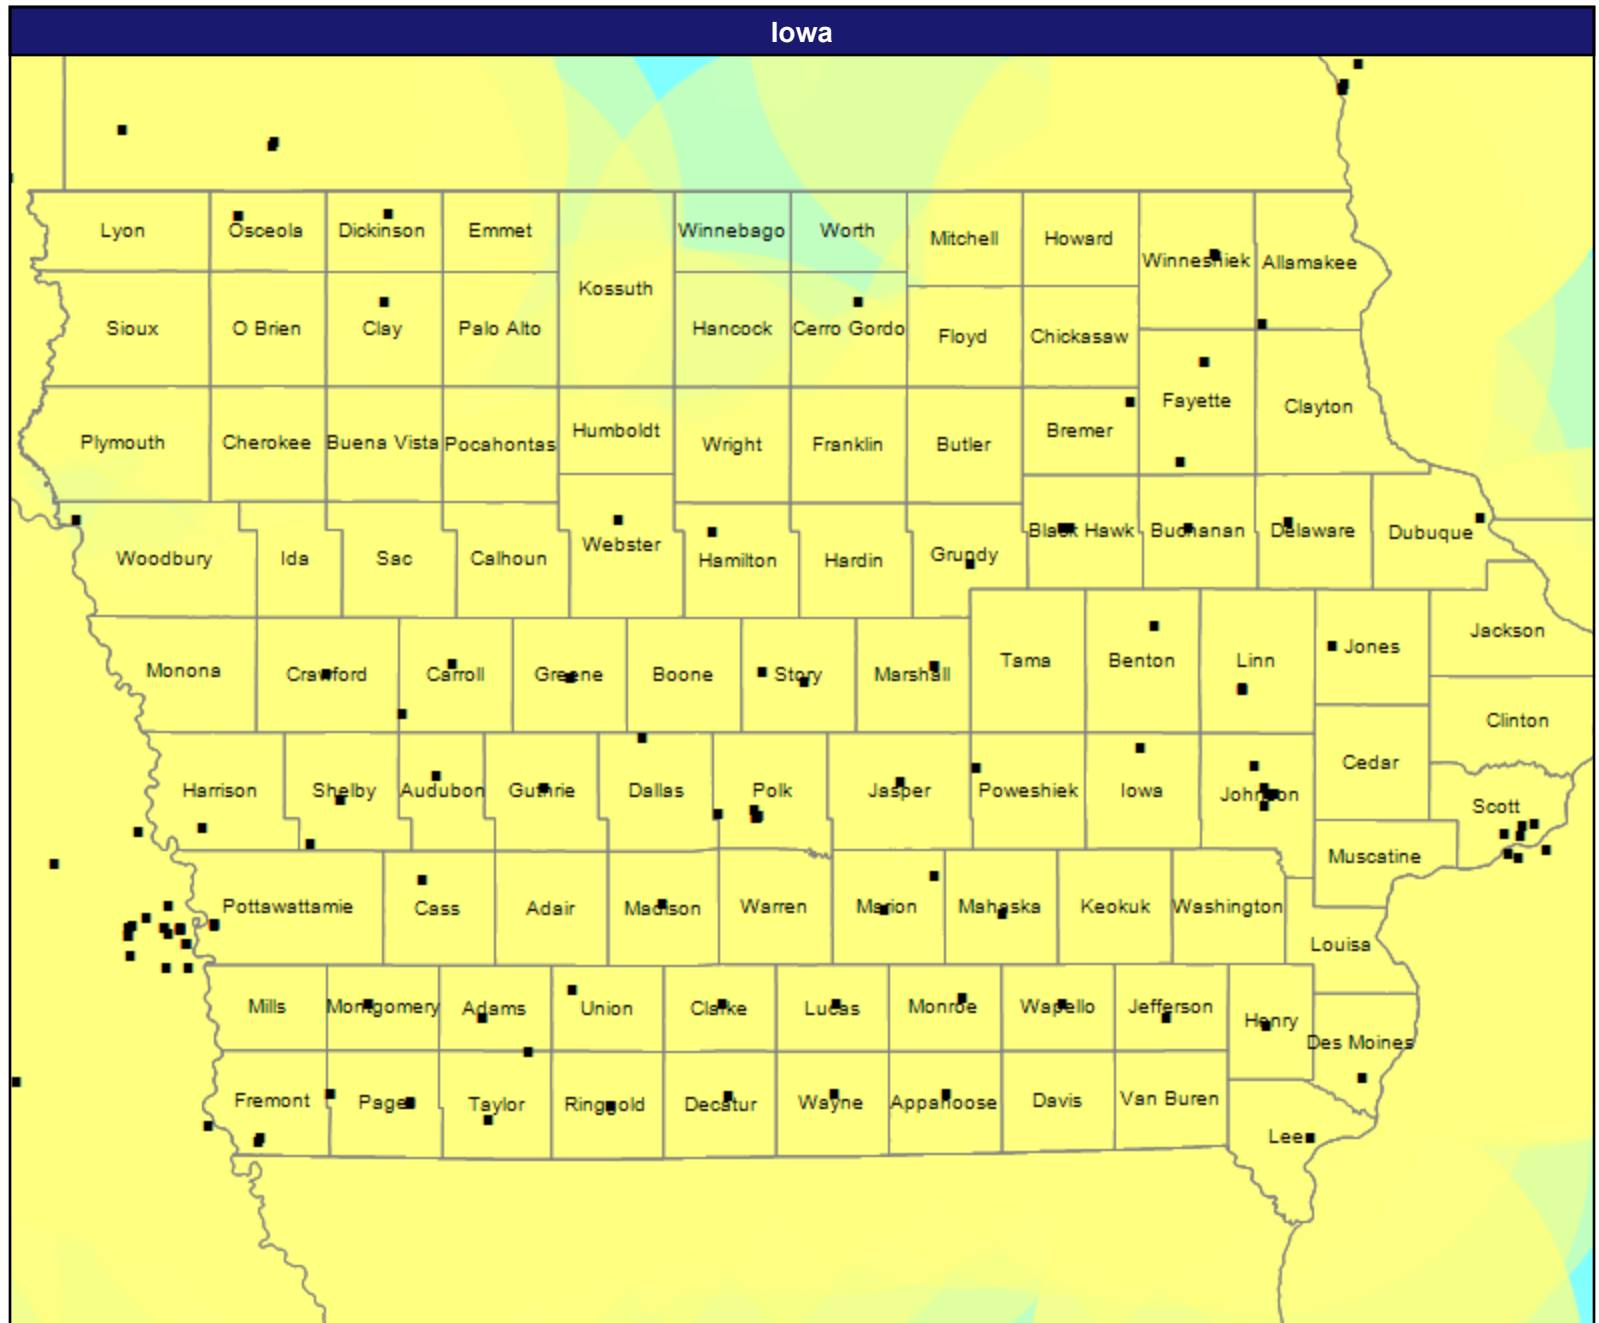 Iowa
Lyon
Osceola
Dickinson
Emmet
Winnebago
Worth
Mitchell
Howard
Winneshiek
Allamakee
Kossuth
Sioux
O Brien
Clay
Palo Alto
Hancock
Cerro Gordo
Floyd
Chickasaw
Fayette
Clayton
Plymouth
Cherokee
Buena Vista
Pocahontas
Humboldt
Wright
Franklin
Butler
Bremer
Woodbury
Ida
Sac
Calhoun
Webster
Hamilton
Hardin
Grundy
Black Hawk
Buchanan
Delaware
Dubuque
Monona
Crawford
Carroll
Greene
Boone
Story
Marshall
Tama
Benton
Linn
Jones
Jackson
Clinton
Harrison
Shelby
Audubon
Guthrie
Dallas
Polk
Jasper
Poweshiek
Iowa
Johnson
Cedar
Scott
Muscatine
Pottawattamie
Cass
Adair
Madison
Warren
Marion
Mahaska
Keokuk
Washington
Louisa
Mills
Montgomery
Adams
Union
Clarke
Lucas
Monroe
Wapello
Jefferson
Henry
Des Moines
Fremont
Page
Taylor
Ringgold
Decatur
Wayne
Appanoose
Davis
Van Buren
Lee